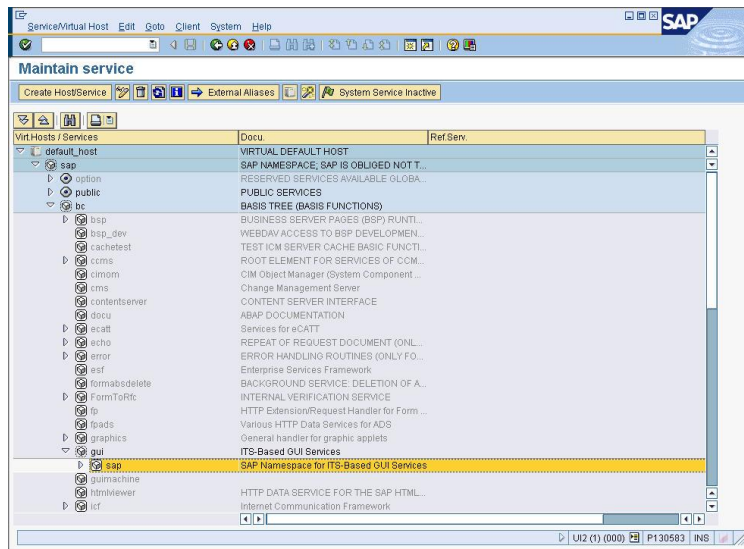 Service/Virtual Host Edit Goto Client System Help
SAP
Maintain service
Create Host/Service External Aliases System Service Inactive
Virt.Hosts / Services Docu. Ref.Serv.
default_host VIRTUAL DEFAULT HOST
sap SAP NAMESPACE; SAP IS OBLIGED NOT T...
option RESERVED SERVICES AVAILABLE GLOBA...
public PUBLIC SERVICES
bc BASIS TREE (BASIS FUNCTIONS)
bsp BUSINESS SERVER PAGES (BSP) RUNTI...
bsp_dev WEBDAV ACCESS TO BSP DEVELOPMEN...
cachetest TEST ICM SERVER CACHE BASIC FUNCTI...
ccms ROOT ELEMENT FOR SERVICES OF CCM...
cimom CIM Object Manager (System Component ...
cms Change Management Server
contentserver CONTENT SERVER INTERFACE
docu ABAP DOCUMENTATION
ecatt Services for eCATT
echo REPEAT OF REQUEST DOCUMENT (ONL...
error ERROR HANDLING ROUTINES (ONLY FO...
esf Enterprise Services Framework
formabsdelete BACKGROUND SERVICE: DELETION OF A...
FormToRfc INTERNAL VERIFICATION SERVICE
fp HTTP Extension/Request Handler for Form ...
fpads Various HTTP Data Services for ADS
graphics General handler for graphic applets
gui ITS-Based GUI Services
sap SAP Namespace for ITS-Based GUI Services
guimachine
htmlviewer HTTP DATA SERVICE FOR THE SAP HTML...
icf Internet Communication Framework
UI2 (1) (000) P130583 INS